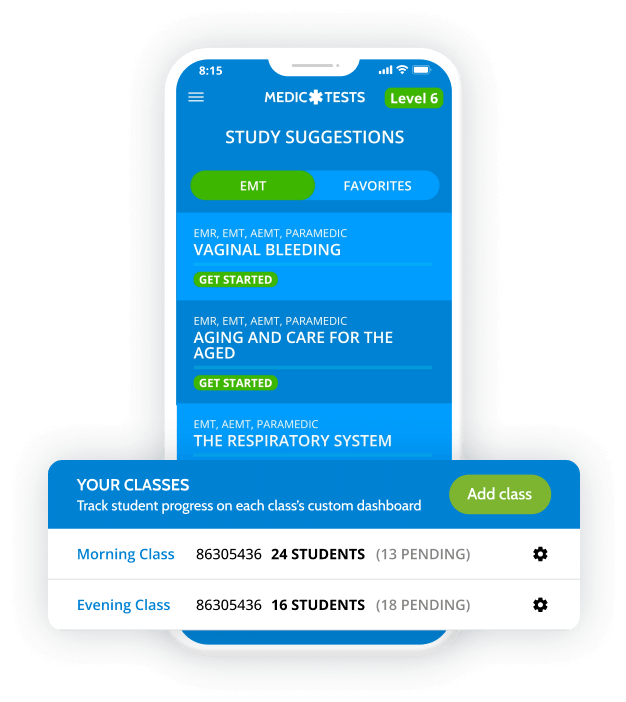 8:15
MEDIC TESTS
Level 6
STUDY SUGGESTIONS
EMT
FAVORITES
EMR, EMT, AEMT, PARAMEDIC
VAGINAL BLEEDING
GET STARTED
EMR, EMT, AEMT, PARAMEDIC
AGING AND CARE FOR THE
AGED
GET STARTED
EMT, AEMT, PARAMEDIC
THE RESPIRATORY SYSTEM
YOUR CLASSES
Track student progress on each class's custom dashboard
Add class
Morning Class 86305436 24 STUDENTS (13 PENDING)
Evening Class 86305436 16 STUDENTS (18 PENDING)